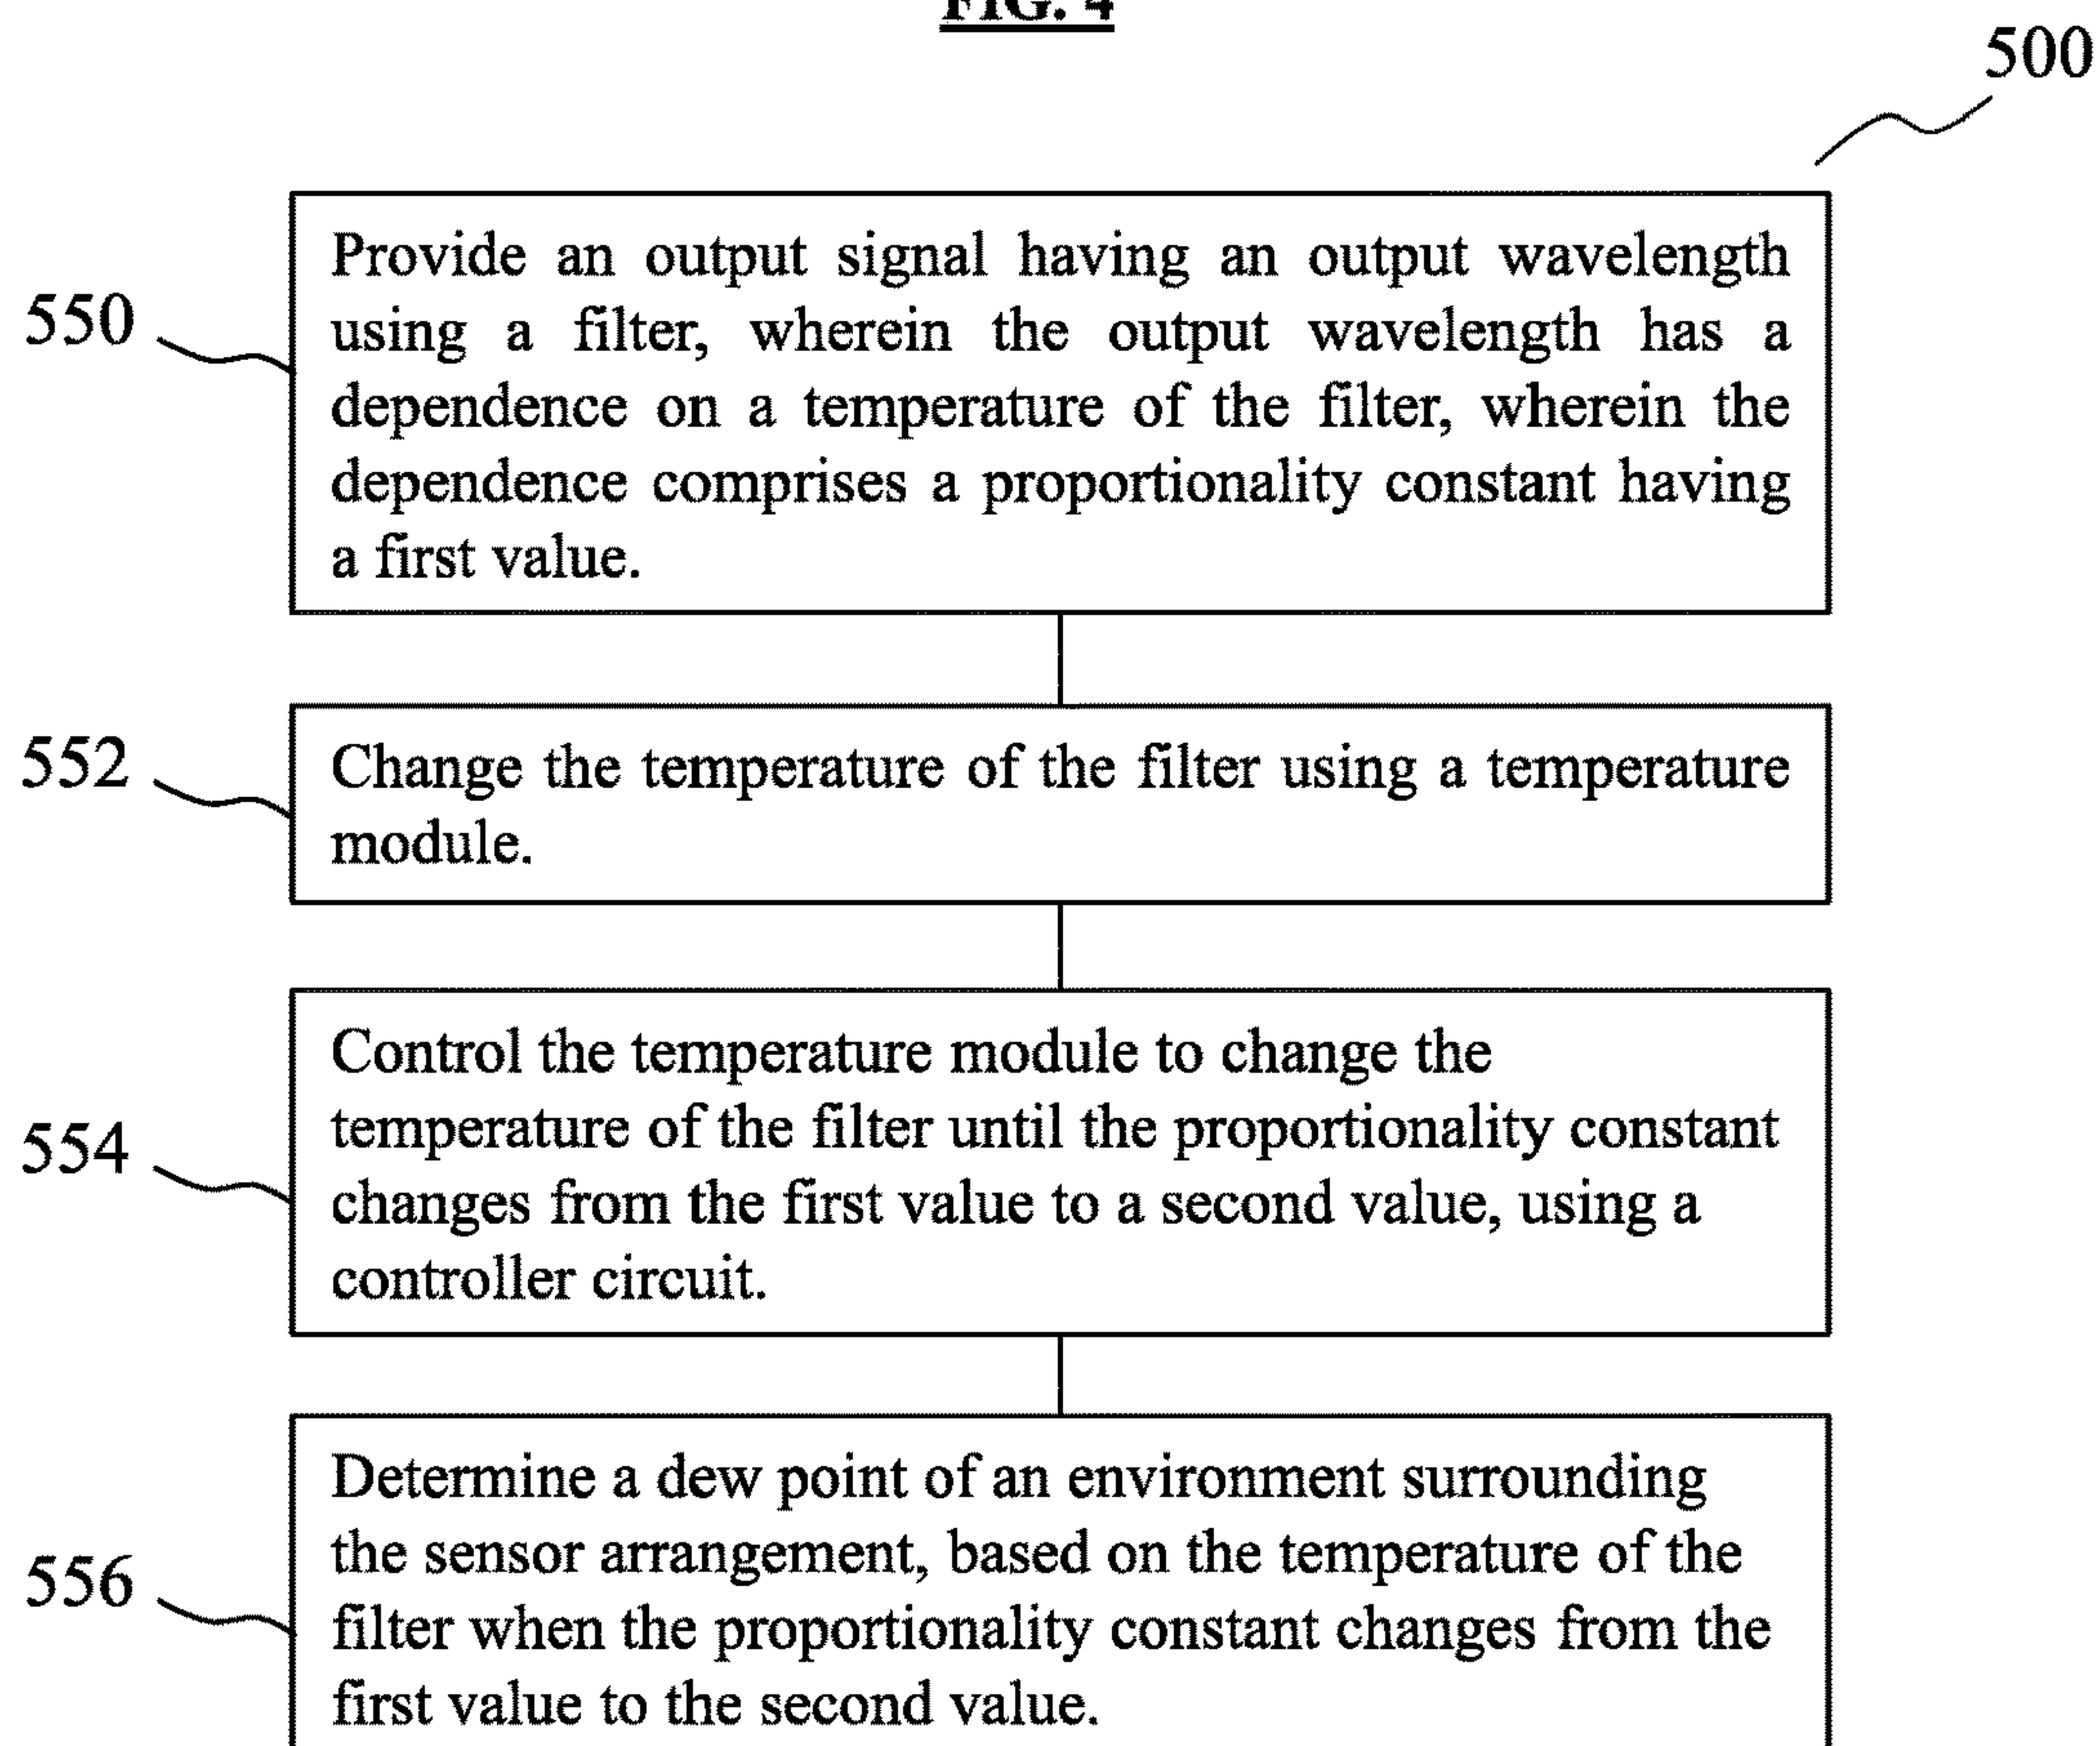 FIG. 4
500
550
Provide an output signal having an output wavelength
using a filter, wherein the output wavelength has a
dependence on a temperature of the filter, wherein the
dependence comprises a proportionality constant having
a first value.
552
Change the temperature of the filter using a temperature
module.
554
Control the temperature module to change the
temperature of the filter until the proportionality constant
changes from the first value to a second value, using a
controller circuit.
556
Determine a dew point of an environment surrounding
the sensor arrangement, based on the temperature of the
filter when the proportionality constant changes from the
first value to the second value.